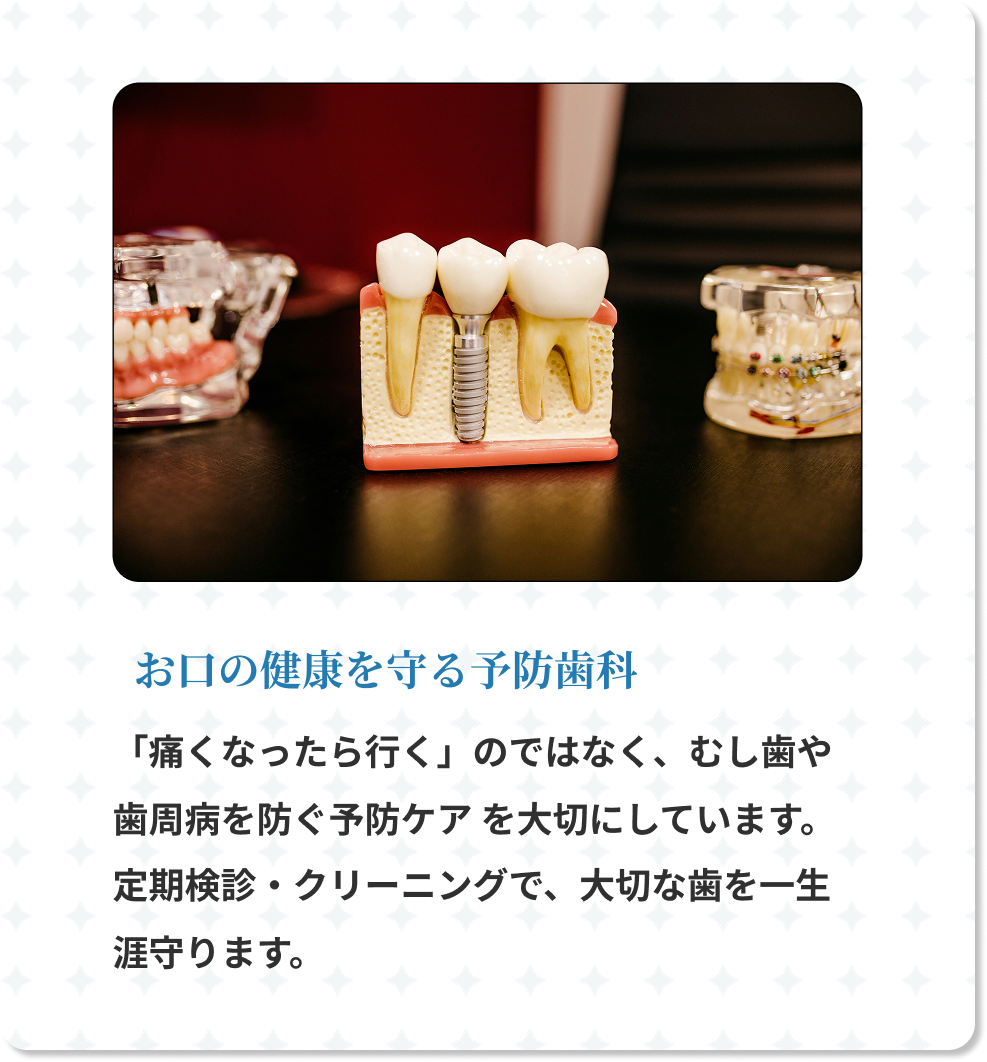 お口の健康を守る予防歯科
「痛くなったら行く」のではなく、むし歯や
歯周病を防ぐ予防ケア を大切にしています。
定期検診・クリーニングで、大切な歯を一生
涯守ります。